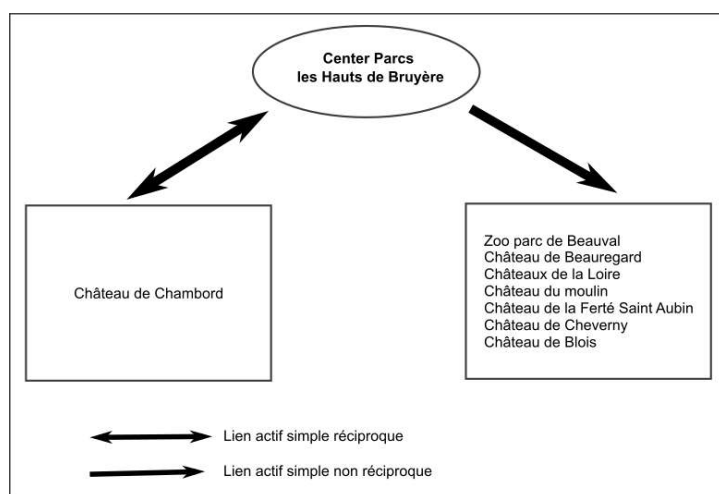 Center Parcs
les Hauts de Bruyère
Château de Chambord
Zoo parc de Beauval
Château de Beauregard
Châteaux de la Loire
Château du moulin
Château de la Ferté Saint Aubin
Château de Cheverny
Château de Blois
Lien actif simple réciproque
Lien actif simple non réciproque